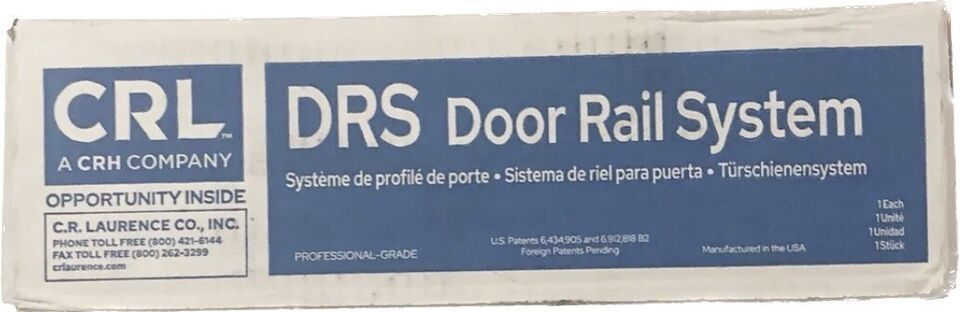 CRL™
A CRH COMPANY
OPPORTUNITY INSIDE
C.R. LAURENCE CO., INC.
PHONE TOLL FREE (800) 421-6144
FAX TOLL FREE (800) 262-3299
crlaurence.com
DRS Door Rail System
Système de profilé de porte • Sistema de riel para puerta • Türschienensystem
1 Each
1 Unité
1 Unidad
1 Stück
PROFESSIONAL-GRADE
U.S. Patents 6,434,905 and 6,912,818 B2
Foreign Patents Pending
Manufactured in the USA